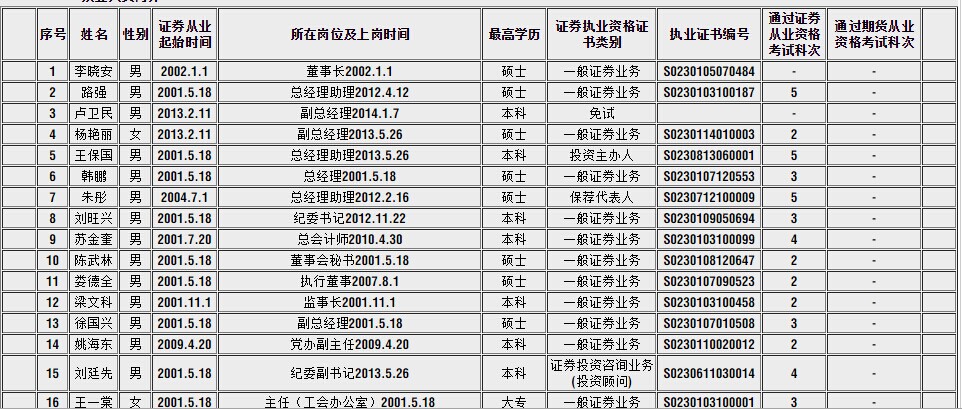 序号 姓名 性别 证券从业起始时间 所在岗位及上岗时间 最高学历 证券执业资格证书类别 执业证书编号 通过证券从业资格考试科次 通过期货从业资格考试科次
1 李晓安 男 2002.1.1 董事长2002.1.1 硕士 一般证券业务 S0230105070484 - -
2 路强 男 2001.5.18 总经理助理2012.4.12 硕士 一般证券业务 S0230103100187 5 -
3 卢卫民 男 2013.2.11 副总经理2014.1.7 本科 免试 - -
4 杨艳丽 女 2013.2.11 副总经理2013.5.26 硕士 一般证券业务 S0230114010003 2 -
5 王保国 男 2001.5.18 总经理助理2013.5.26 本科 投资主办人 S0230813060001 5 -
6 韩鹏 男 2001.5.18 总经理2001.5.18 硕士 一般证券业务 S0230107120553 3 -
7 朱彤 男 2004.7.1 总经理助理2012.2.16 硕士 保荐代表人 S0230712100009 5 -
8 刘旺兴 男 2001.5.18 纪委书记2012.11.22 本科 一般证券业务 S0230109050694 3 -
9 苏金奎 男 2001.7.20 总会计师2010.4.30 本科 一般证券业务 S0230103100099 4 -
10 陈武林 男 2001.5.18 董事会秘书2001.5.18 硕士 一般证券业务 S0230108120647 2 -
11 娄德全 男 2001.5.18 执行董事2007.8.1 硕士 一般证券业务 S0230107090523 2 -
12 梁文科 男 2001.11.1 监事长2001.11.1 本科 一般证券业务 S0230103100458 2 -
13 徐国兴 男 2001.5.18 副总经理2001.5.18 硕士 一般证券业务 S0230107010508 3 -
14 姚海东 男 2009.4.20 党办副主任2009.4.20 本科 一般证券业务 S0230110020012 2 -
15 刘廷先 男 2001.5.18 纪委副书记2013.5.26 本科 证券投资咨询业务(投资顾问) S0230611030014 4 -
16 王一棠 女 2001.5.18 主任（工会办公室）2001.5.18 大专 一般证券业务 S0230103100001 3 -